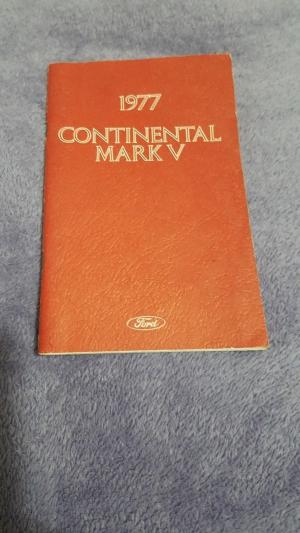 1977
CONTINENTAL
MARK V
Ford